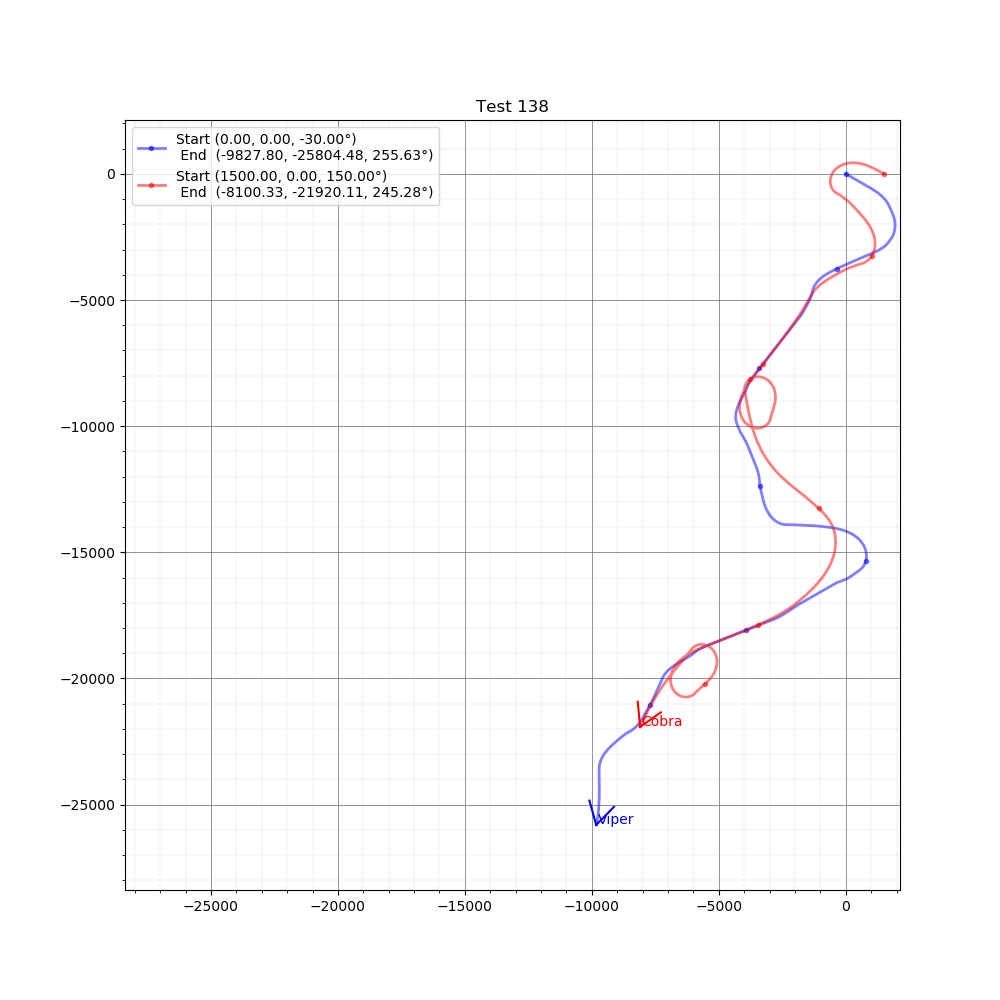 Test 138
Start (0.00, 0.00, -30.00°)
End (-9827.80, -25804.48, 255.63°)
Start (1500.00, 0.00, 150.00°)
End (-8100.33, -21920.11, 245.28°)
0
−5000
−10000
−15000
−20000
−25000
Cobra
Viper
−25000 −20000 −15000 −10000 −5000 0